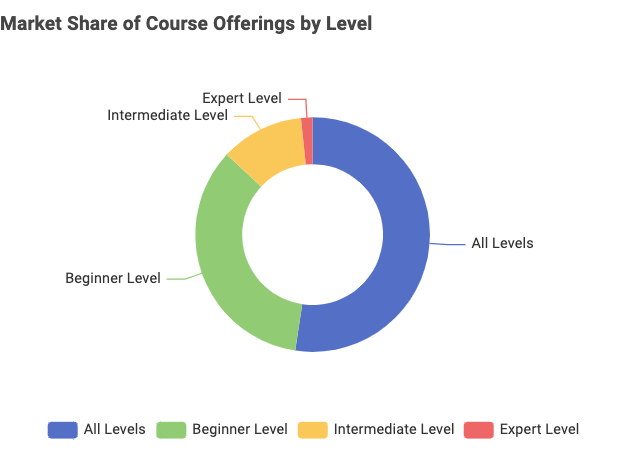 Market Share of Course Offerings by Level
Expert Level
Intermediate Level
All Levels
Beginner Level
All Levels Beginner Level Intermediate Level Expert Level